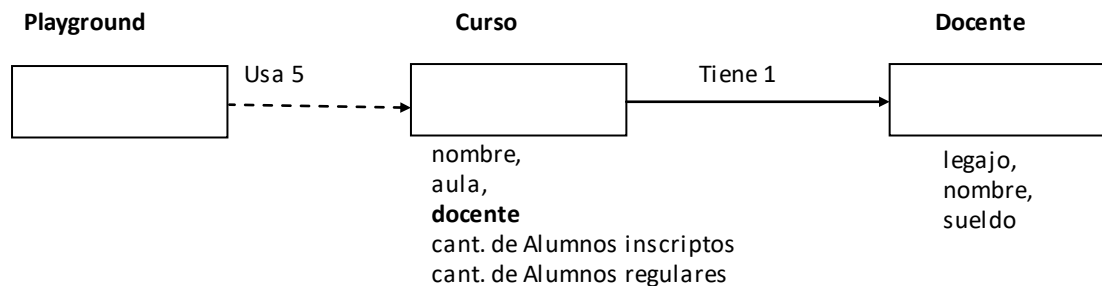 Playground
Curso
Docente
Usa 5
Tiene 1
nombre,
aula,
docente
cant. de Alumnos inscriptos
cant. de Alumnos regulares
legajo,
nombre,
sueldo